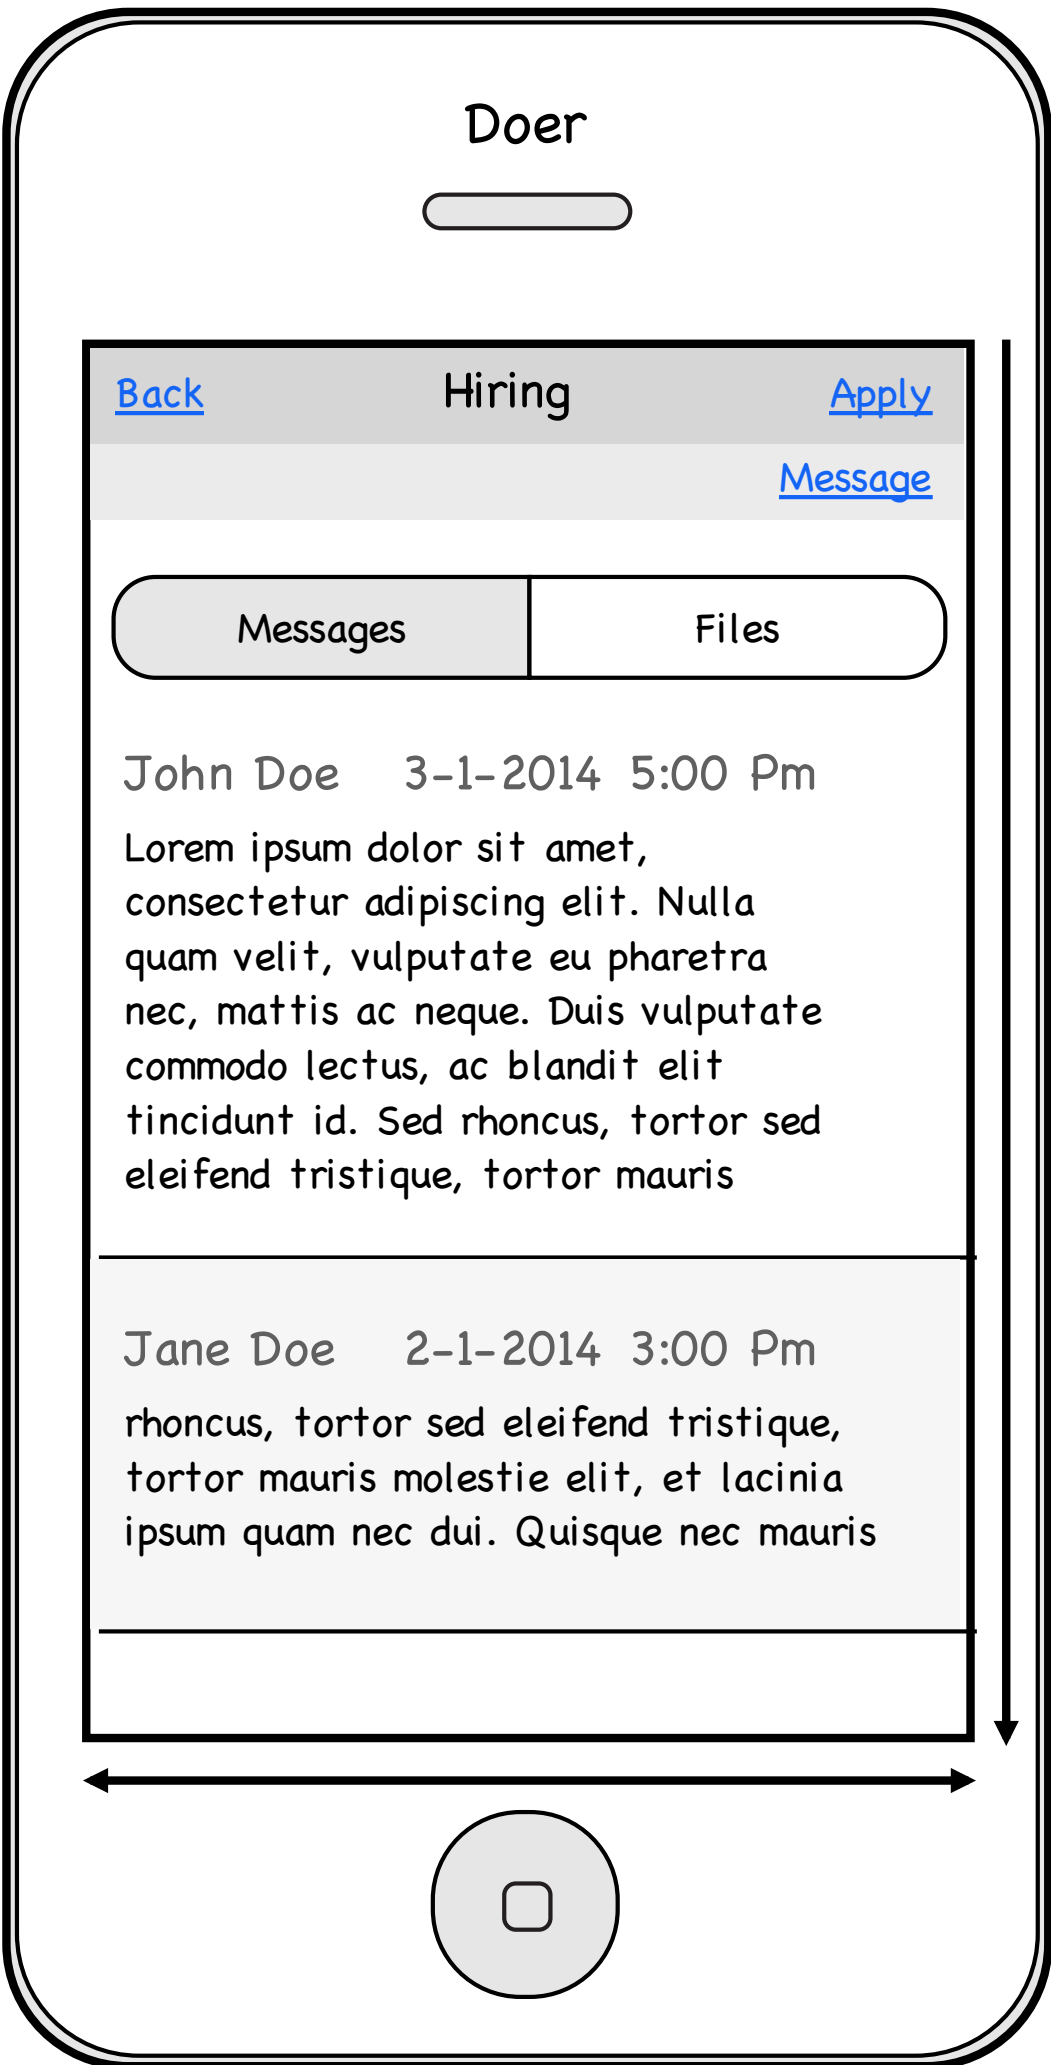 Doer
Back Hiring Apply
Message
Messages Files
John Doe 3-1-2014 5:00 Pm
Lorem ipsum dolor sit amet,
consectetur adipiscing elit. Nulla
quam velit, vulputate eu pharetra
nec, mattis ac neque. Duis vulputate
commodo lectus, ac blandit elit
tincidunt id. Sed rhoncus, tortor sed
eleifend tristique, tortor mauris
Jane Doe 2-1-2014 3:00 Pm
rhoncus, tortor sed eleifend tristique,
tortor mauris molestie elit, et lacinia
ipsum quam nec dui. Quisque nec mauris